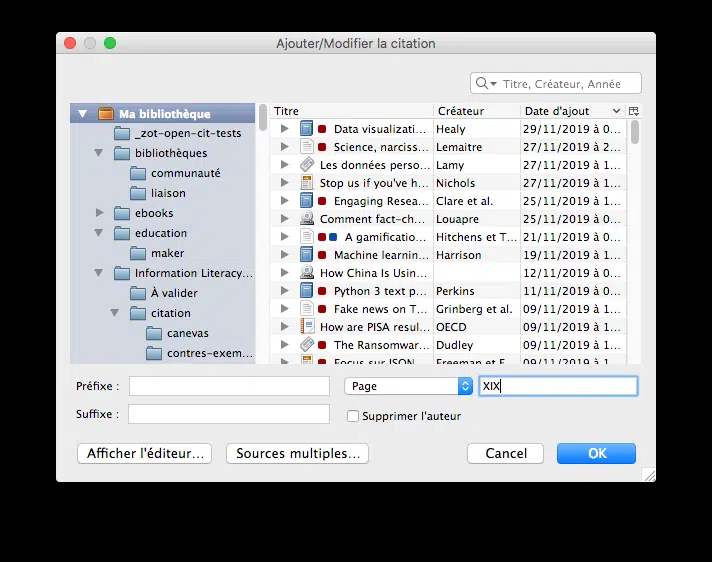 Ajouter/Modifier la citation
Titre, Créateur, Année
Ma bibliothèque
_zot-open-cit-tests
bibliothèques
communauté
liaison
ebooks
education
maker
Information Literacy...
À valider
citation
canevas
contres-exem...
Titre Créateur Date d'ajout
Data visualizati... Healy 29/11/2019 à 0...
Science, narciss... Lemaitre 27/11/2019 à 2...
Les données perso... Lamy 27/11/2019 à 1...
Stop us if you've h... Nichols 27/11/2019 à 1...
Engaging Resea... Clare et al. 25/11/2019 à 1...
Comment fact-ch... Louapre 25/11/2019 à 0...
A gamificatio... Hitchens et T... 21/11/2019 à 0...
Machine learnin... Harrison 19/11/2019 à 1...
How China Is Usin... 12/11/2019 à 0...
Python 3 text p... Perkins 11/11/2019 à 0...
Fake news on T... Grinberg et al. 09/11/2019 à 1...
How are PISA resul... OECD 09/11/2019 à 1...
The Ransomwar... Dudley 09/11/2019 à 1...
Focus sur JSON Freeman et F... 09/11/2019 à 1...
Préfixe :
Page
XIX
Suffixe :
Supprimer l'auteur
Afficher l'éditeur...
Sources multiples...
Cancel
OK